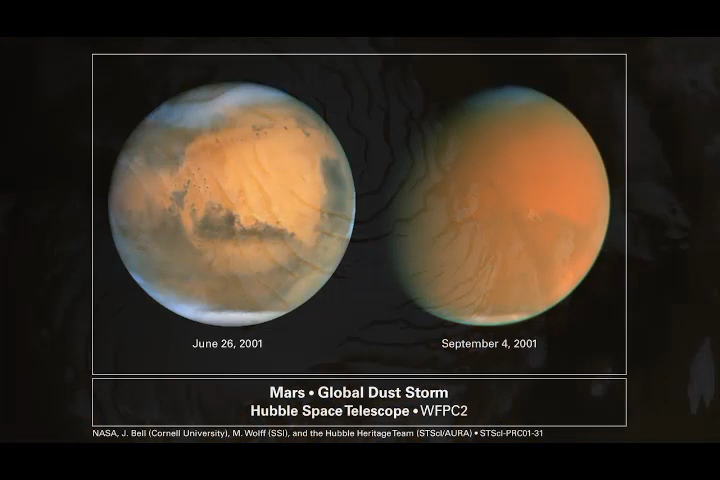 June 26, 2001
September 4, 2001
Mars • Global Dust Storm
Hubble Space Telescope • WFPC2
NASA, J. Bell (Cornell University), M. Wolff (SSI), and the Hubble Heritage Team (STScI/AURA) • STScI-PRC01-31